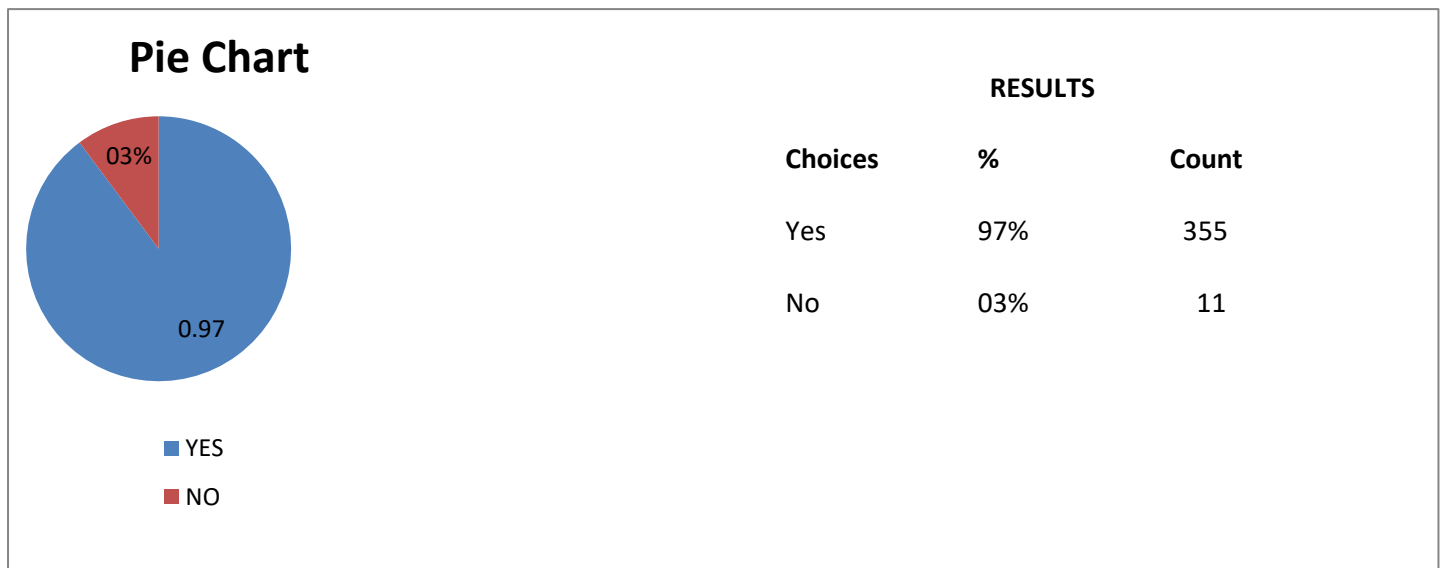 Pie Chart
03%
0.97
YES
NO
RESULTS
Choices % Count
Yes 97% 355
No 03% 11